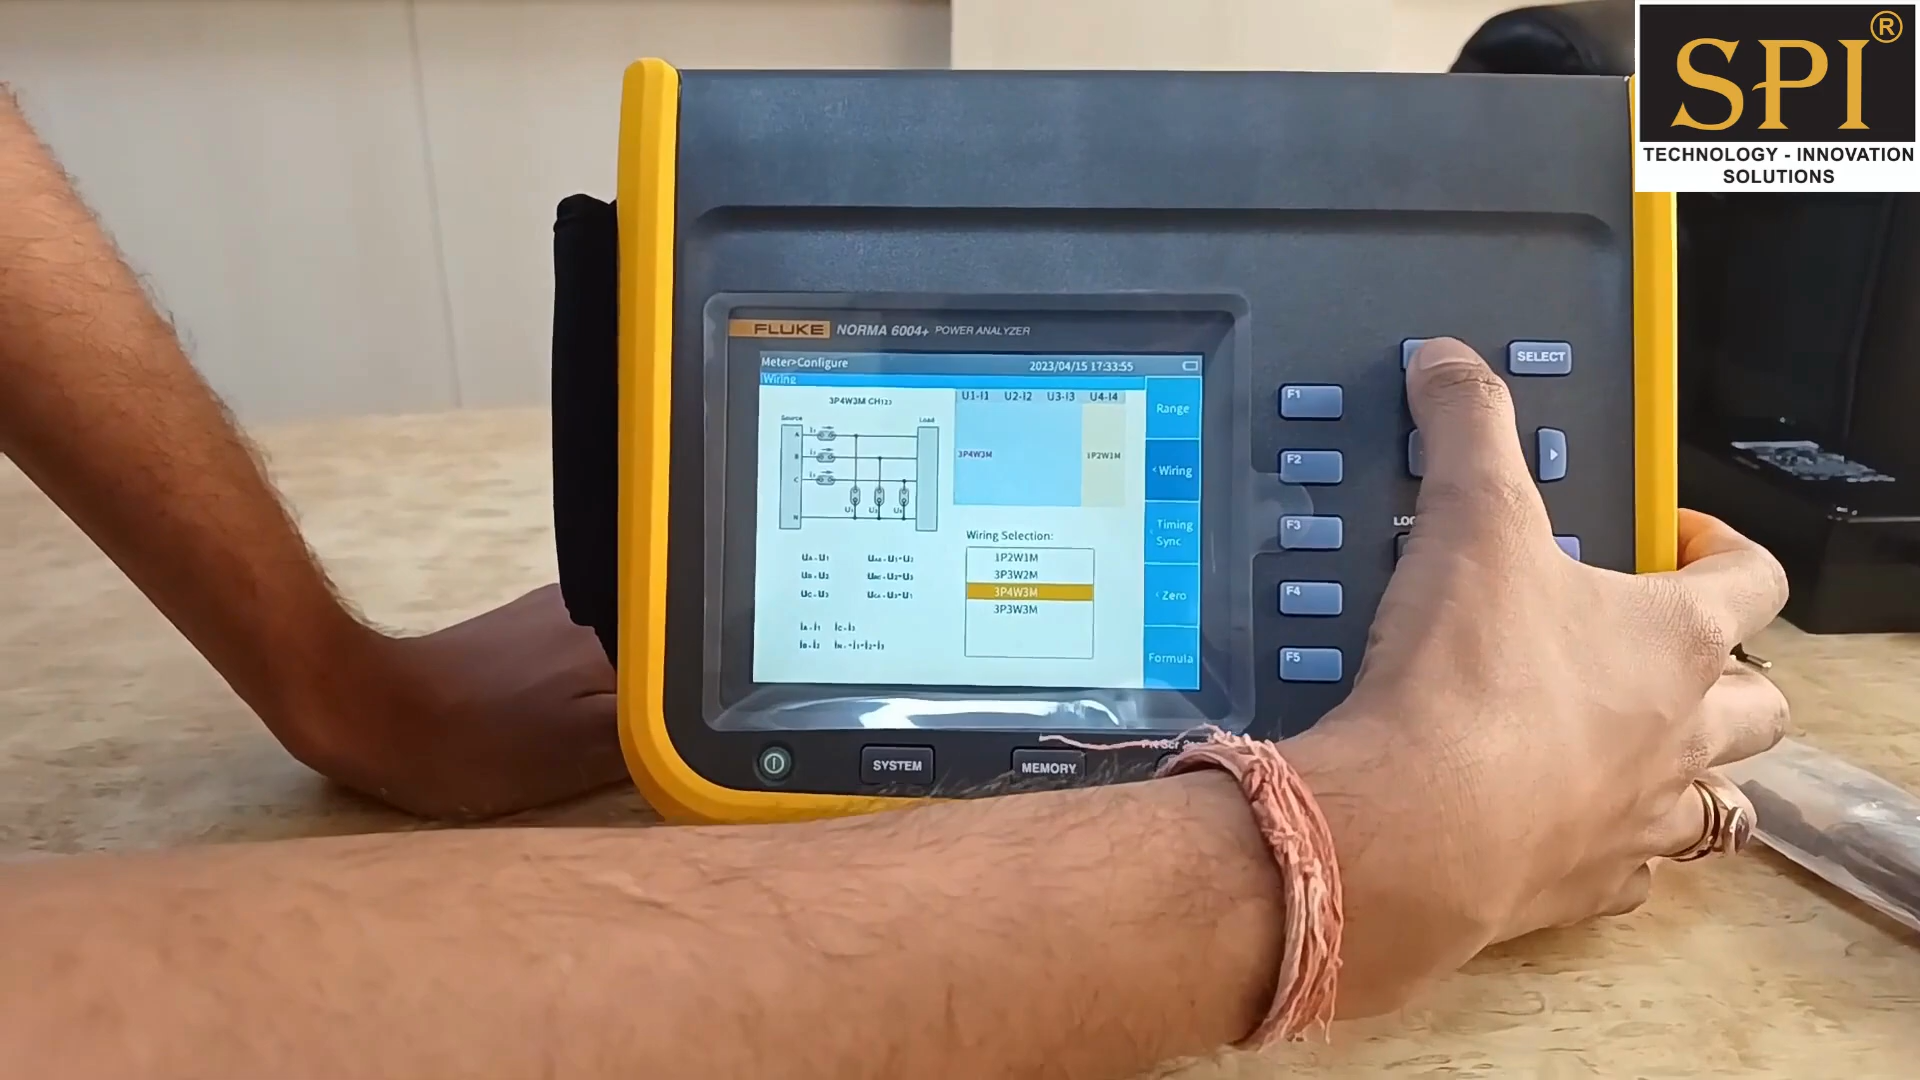 SPI®
TECHNOLOGY - INNOVATION
SOLUTIONS
FLUKE NORMA 6004+ POWER ANALYZER
Meter>Configure 2023/04/15 17:33:55
Wiring
3P4W3M CH123
U1-I1 U2-I2 U3-I3 U4-I4
Range
Source
Load
A
B
C
N
3P4W3M
1P2W1M
‹ Wiring
Timing
Sync
Wiring Selection:
1P2W1M
3P3W2M
3P4W3M
3P3W3M
‹ Zero
Formula
F1
F2
F3
F4
F5
SELECT
SYSTEM
MEMORY